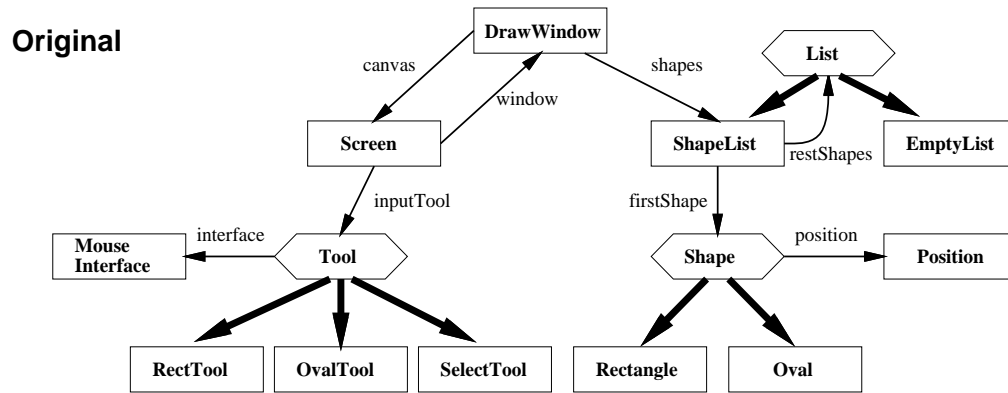 Original
DrawWindow
List
canvas
window
shapes
Screen
ShapeList
restShapes
EmptyList
inputTool
firstShape
Mouse
Interface
interface
Tool
Shape
position
Position
RectTool
OvalTool
SelectTool
Rectangle
Oval